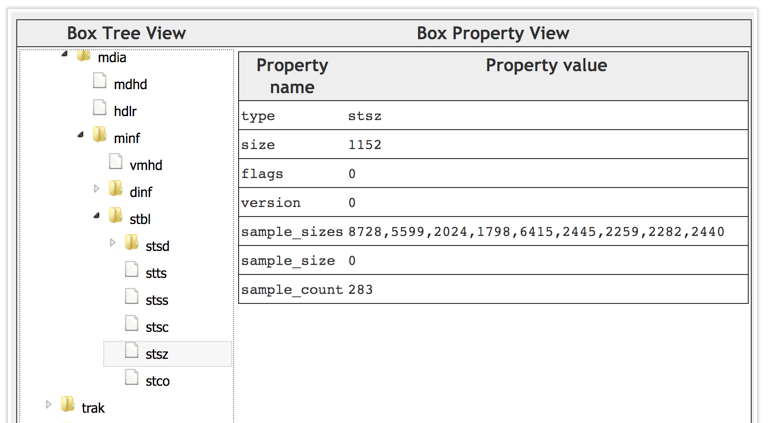 Box Tree View
Box Property View
mdia
mdhd
hdlr
minf
vmhd
dinf
stbl
stsd
stts
stss
stsc
stsz
stco
trak
Property name
Property value
type stsz
size 1152
flags 0
version 0
sample_sizes 8728,5599,2024,1798,6415,2445,2259,2282,2440
sample_size 0
sample_count 283